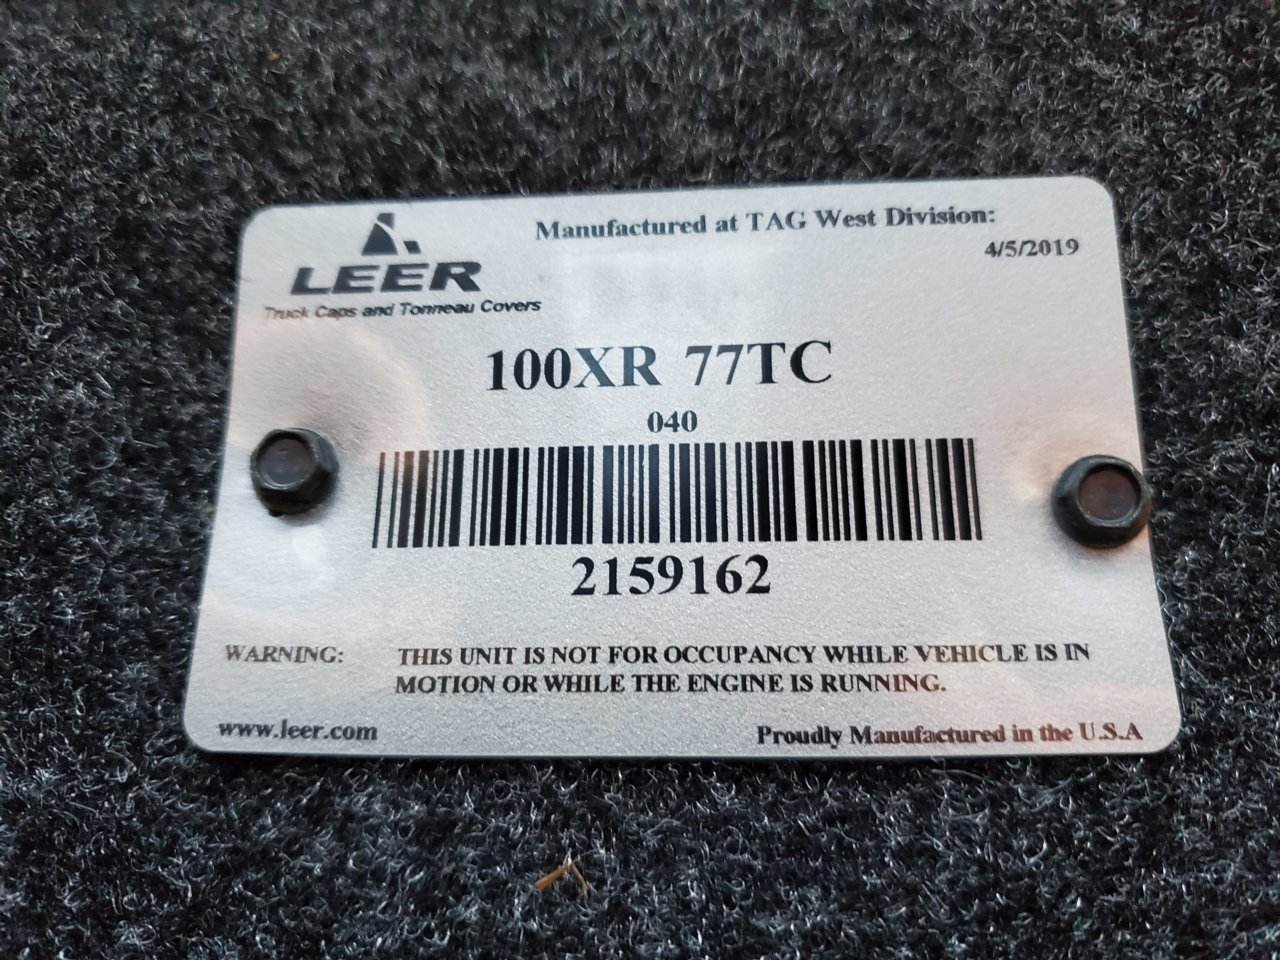 LEER
Truck Caps and Tonneau Covers
Manufactured at TAG West Division:
4/5/2019
100XR 77TC
040
2159162
WARNING: THIS UNIT IS NOT FOR OCCUPANCY WHILE VEHICLE IS IN
MOTION OR WHILE THE ENGINE IS RUNNING.
www.leer.com
Proudly Manufactured in the U.S.A